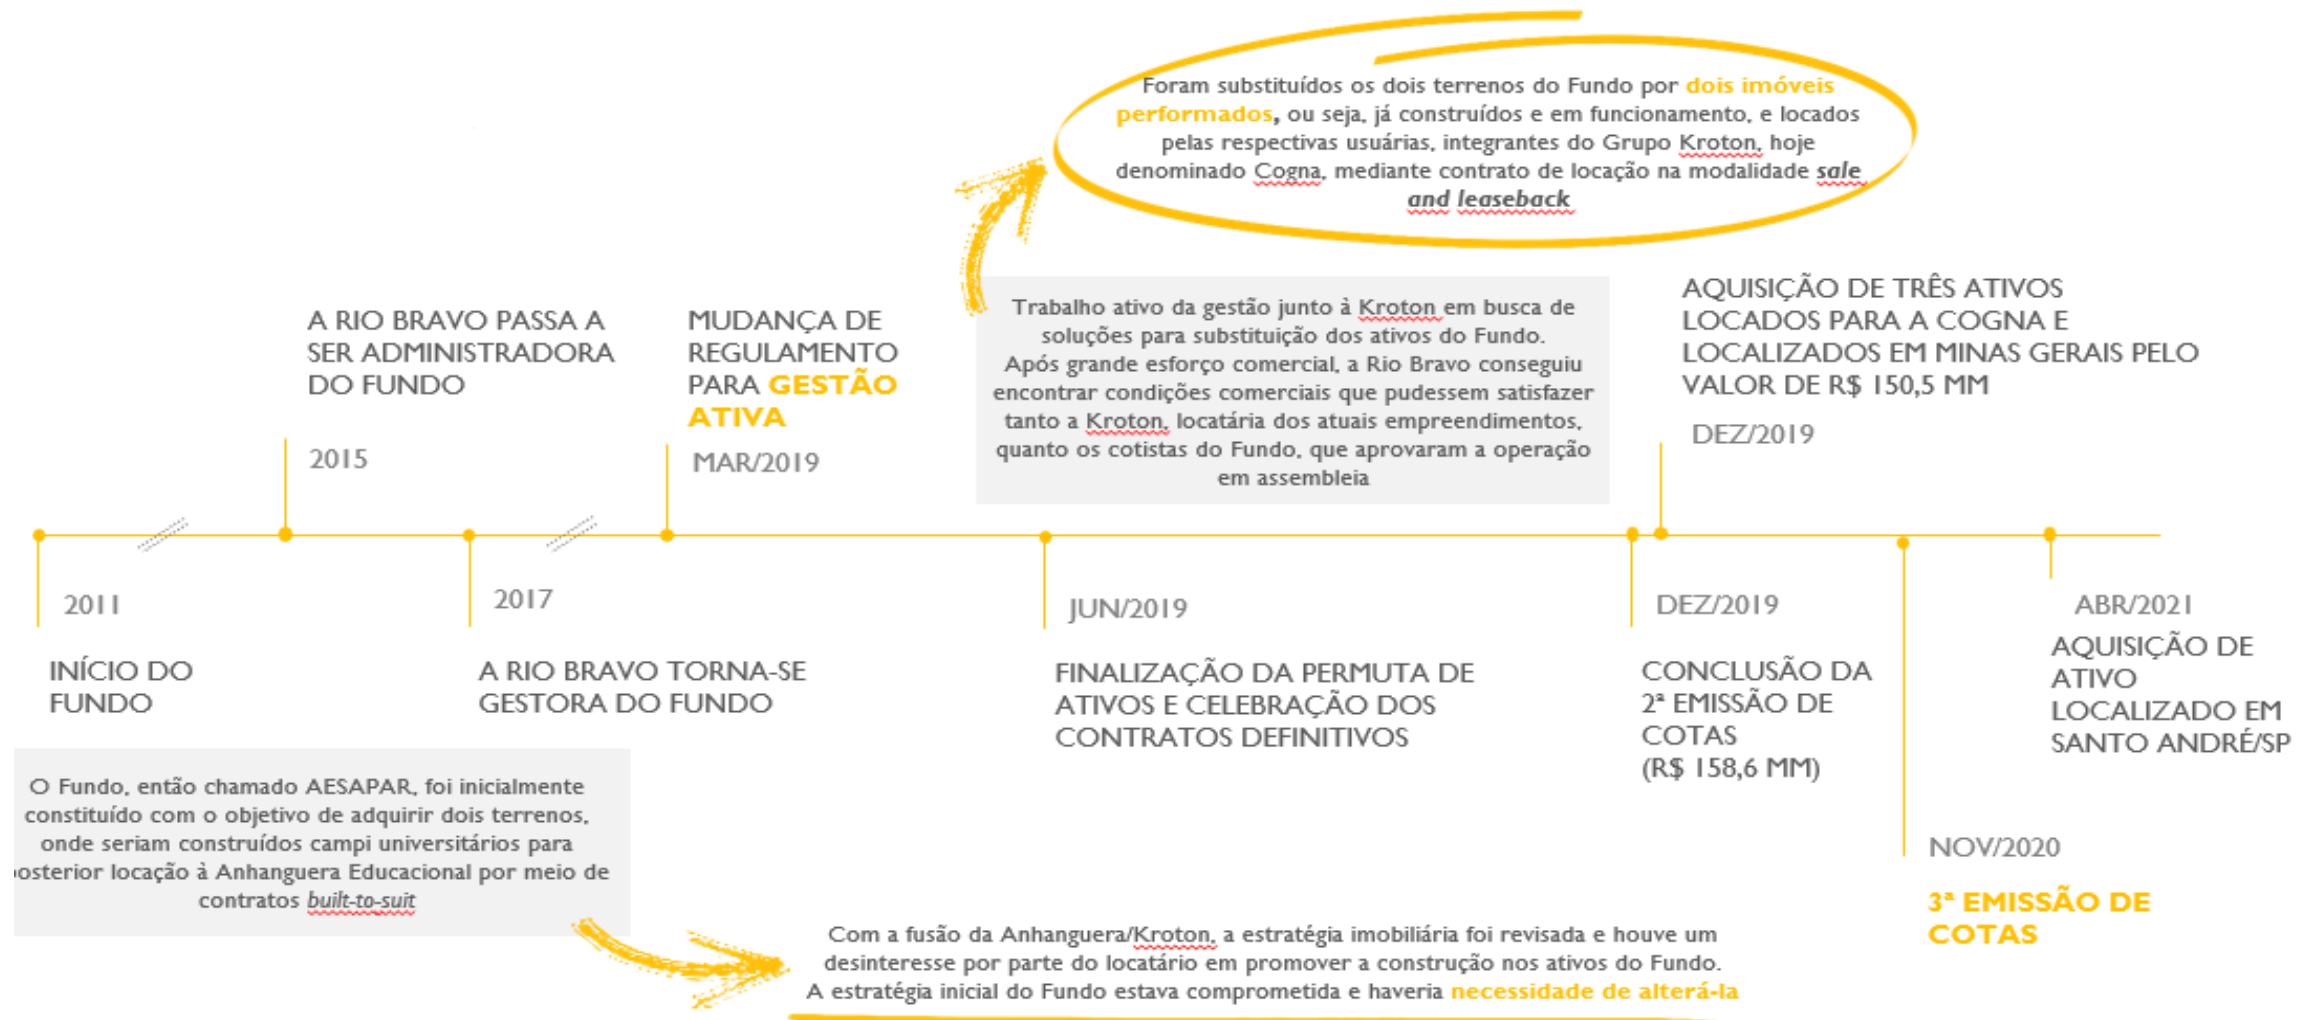 Foram substituídos os dois terrenos do Fundo por dois imóveis
performados, ou seja, já construídos e em funcionamento, e locados
pelas respectivas usuárias, integrantes do Grupo Kroton, hoje
denominado Cogna, mediante contrato de locação na modalidade sale
and leaseback
A RIO BRAVO PASSA A
SER ADMINISTRADORA
DO FUNDO
2015
MUDANÇA DE
REGULAMENTO
PARA GESTÃO
ATIVA
MAR/2019
Trabalho ativo da gestão junto à Kroton em busca de
soluções para substituição dos ativos do Fundo.
Após grande esforço comercial, a Rio Bravo conseguiu
encontrar condições comerciais que pudessem satisfazer
tanto a Kroton, locatária dos atuais empreendimentos,
quanto os cotistas do Fundo, que aprovaram a operação
em assembleia
AQUISIÇÃO DE TRÊS ATIVOS
LOCADOS PARA A COGNA E
LOCALIZADOS EM MINAS GERAIS PELO
VALOR DE R$ 150,5 MM
DEZ/2019
2011
INÍCIO DO
FUNDO
2017
A RIO BRAVO TORNA-SE
GESTORA DO FUNDO
JUN/2019
FINALIZAÇÃO DA PERMUTA DE
ATIVOS E CELEBRAÇÃO DOS
CONTRATOS DEFINITIVOS
DEZ/2019
CONCLUSÃO DA
2ª EMISSÃO DE
COTAS
(R$ 158,6 MM)
ABR/2021
AQUISIÇÃO DE
ATIVO
LOCALIZADO EM
SANTO ANDRÉ/SP
O Fundo, então chamado AESAPAR, foi inicialmente
constituído com o objetivo de adquirir dois terrenos,
onde seriam construídos campi universitários para
osterior locação à Anhanguera Educacional por meio de
contratos built-to-suit
NOV/2020
3ª EMISSÃO DE
COTAS
Com a fusão da Anhanguera/Kroton, a estratégia imobiliária foi revisada e houve um
desinteresse por parte do locatário em promover a construção nos ativos do Fundo.
A estratégia inicial do Fundo estava comprometida e haveria necessidade de alterá-la